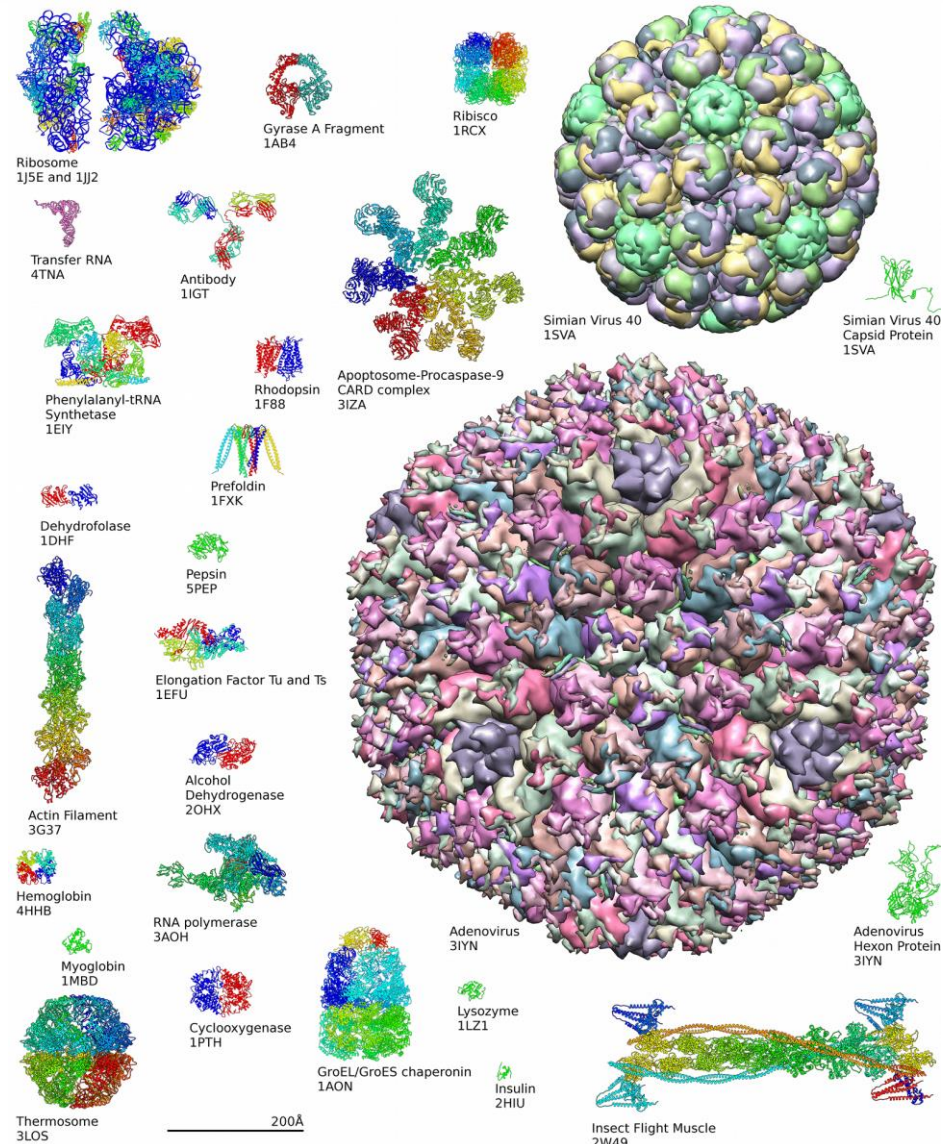 Ribosome
1J5E and 1JJ2
Gyrase A Fragment
1AB4
Ribisco
1RCX
Transfer RNA
4TNA
Antibody
1IGT
Simian Virus 40
1SVA
Simian Virus 40
Capsid Protein
1SVA
Phenylalanyl-tRNA
Synthetase
1EIY
Rhodopsin
1F88
Apoptosome-Procaspase-9
CARD complex
3IZA
Prefoldin
1FXK
Dehydrofolase
1DHF
Pepsin
5PEP
Elongation Factor Tu and Ts
1EFU
Actin Filament
3G37
Alcohol
Dehydrogenase
2OHX
Hemoglobin
4HHB
RNA polymerase
3AOH
Adenovirus
3IYN
Adenovirus
Hexon Protein
3IYN
Myoglobin
1MBD
Cyclooxygenase
1PTH
GroEL/GroES chaperonin
1AON
Lysozyme
1LZ1
Insulin
2HIU
Thermosome
3LOS
200Å
Insect Flight Muscle
2W49